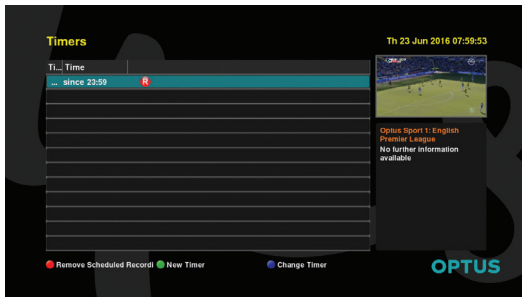 Timers
Th 23 Jun 2016 07:59:53
Ti... Time
... since 23:59 R
Optus Sport 1: English
Premier League
No further information
available
Remove Scheduled Recordi New Timer Change Timer
OPTUS